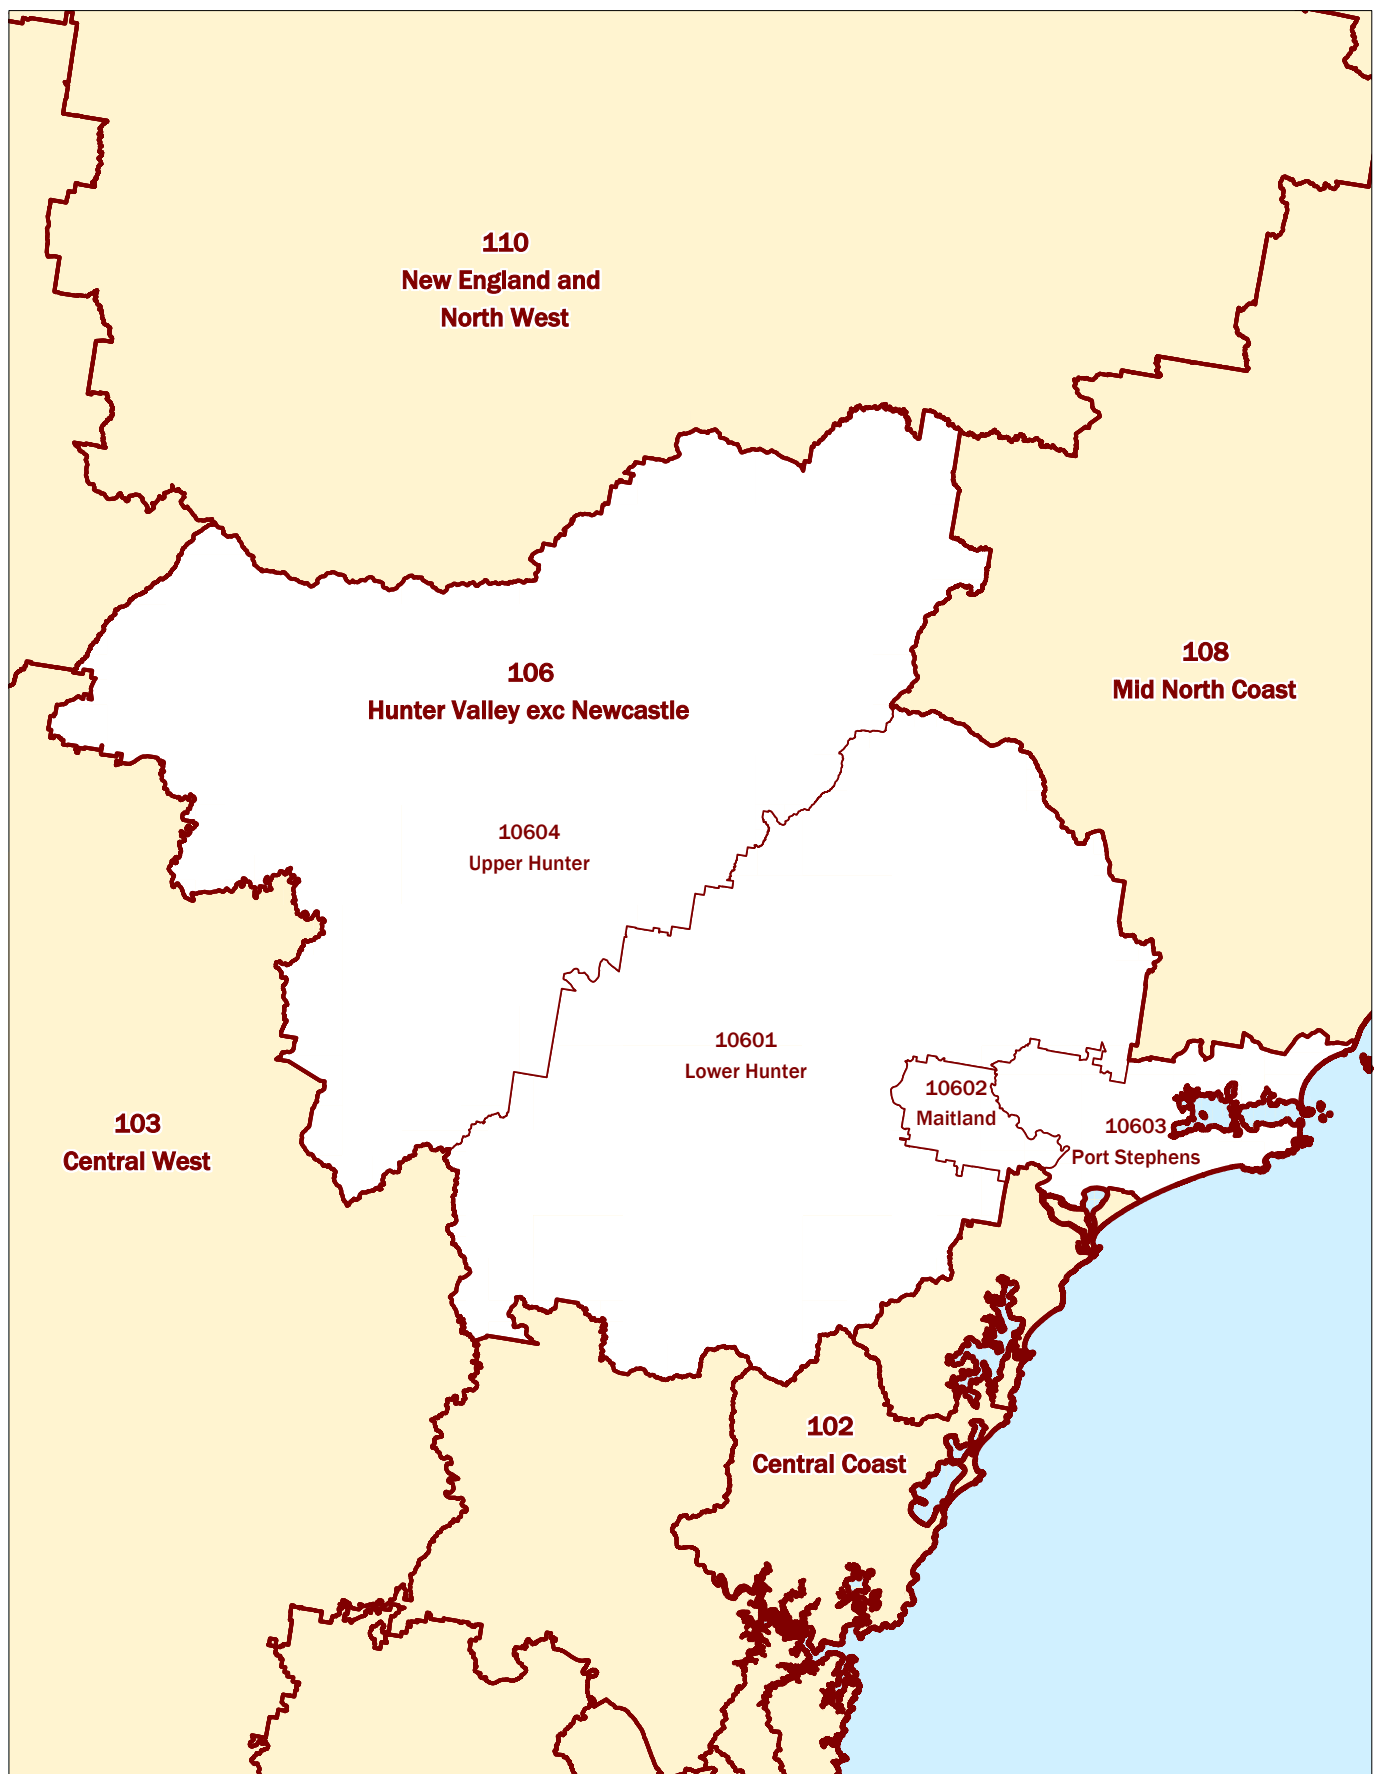 110
New England and
North West
106
Hunter Valley exc Newcastle
108
Mid North Coast
10604
Upper Hunter
10601
Lower Hunter
10602
Maitland
10603
Port Stephens
103
Central West
102
Central Coast